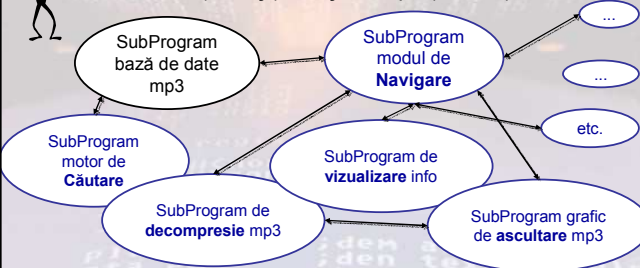 SubProgram
bază de date
mp3
SubProgram
modul de
Navigare
...
...
etc.
SubProgram
motor de
Căutare
SubProgram de
vizualizare info
SubProgram de
decompresie mp3
SubProgram grafic
de ascultare mp3